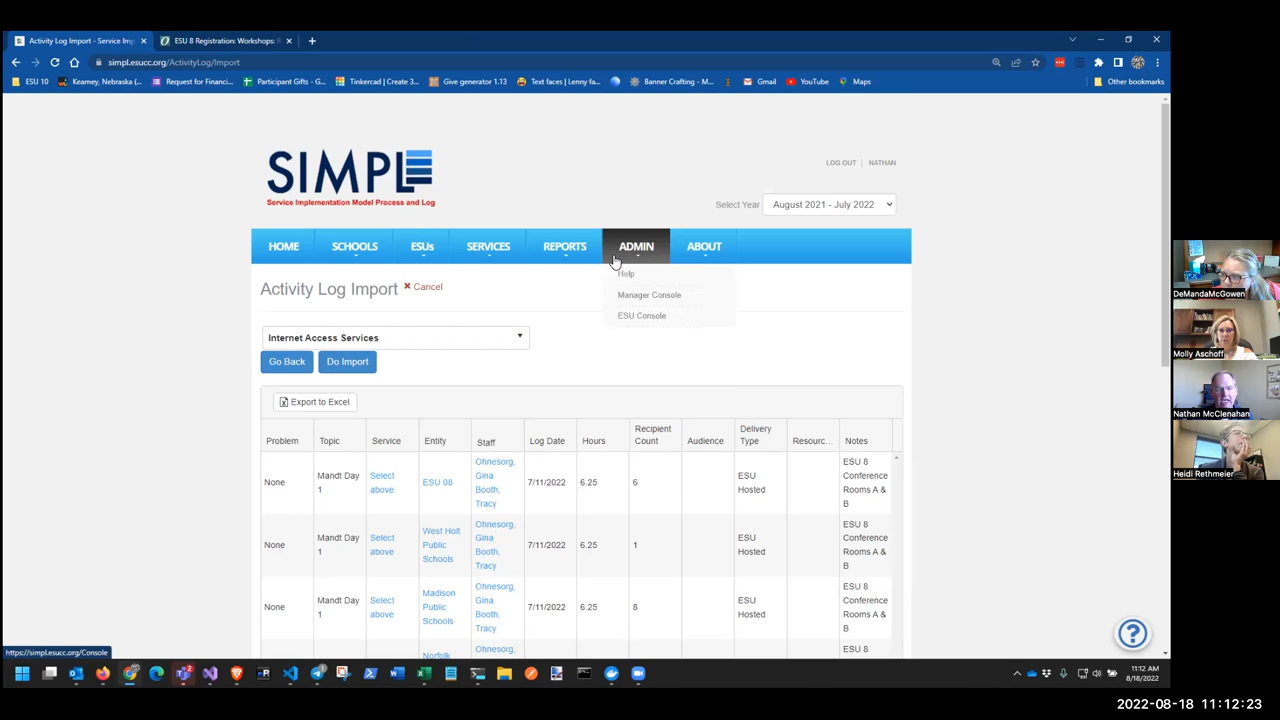 Activity Log Import - Service Imp
ESU 8 Registration: Workshops: R
simpl.esucc.org/ActivityLog/Import
ESU 10
Kearney, Nebraska (...
Request for Financi...
Participant Gifts - G...
Tinkercad | Create 3...
Give generator 1.13
Text faces | Lenny fa...
Banner Crafting - M...
Gmail
YouTube
Maps
Other bookmarks
SIMPL
Service Implementation Model Process and Log
LOG OUT | NATHAN
Select Year August 2021 - July 2022
HOME SCHOOLS ESUs SERVICES REPORTS ADMIN ABOUT
Help
Manager Console
ESU Console
Activity Log Import Cancel
Internet Access Services
Go Back Do Import
Export to Excel
Problem Topic Service Entity Staff Log Date Hours Recipient Count Audience Delivery Type Resourc... Notes
None Mandt Day 1 Select above ESU 08 Ohnesorg, Gina Booth, Tracy 7/11/2022 6.25 6 ESU Hosted ESU 8 Conference Rooms A & B
None Mandt Day 1 Select above West Holt Public Schools Ohnesorg, Gina Booth, Tracy 7/11/2022 6.25 1 ESU Hosted ESU 8 Conference Rooms A & B
None Mandt Day 1 Select above Madison Public Schools Ohnesorg, Gina Booth, Tracy 7/11/2022 6.25 8 ESU Hosted ESU 8 Conference Rooms A & B
Norfolk Ohnesorg, ESU 8
https://simpl.esucc.org/Console
11:12 AM
8/18/2022
DeMandaMcGowen
Molly Aschoff
Nathan McClenahan
Heidi Rethmeier
2022-08-18 11:12:23